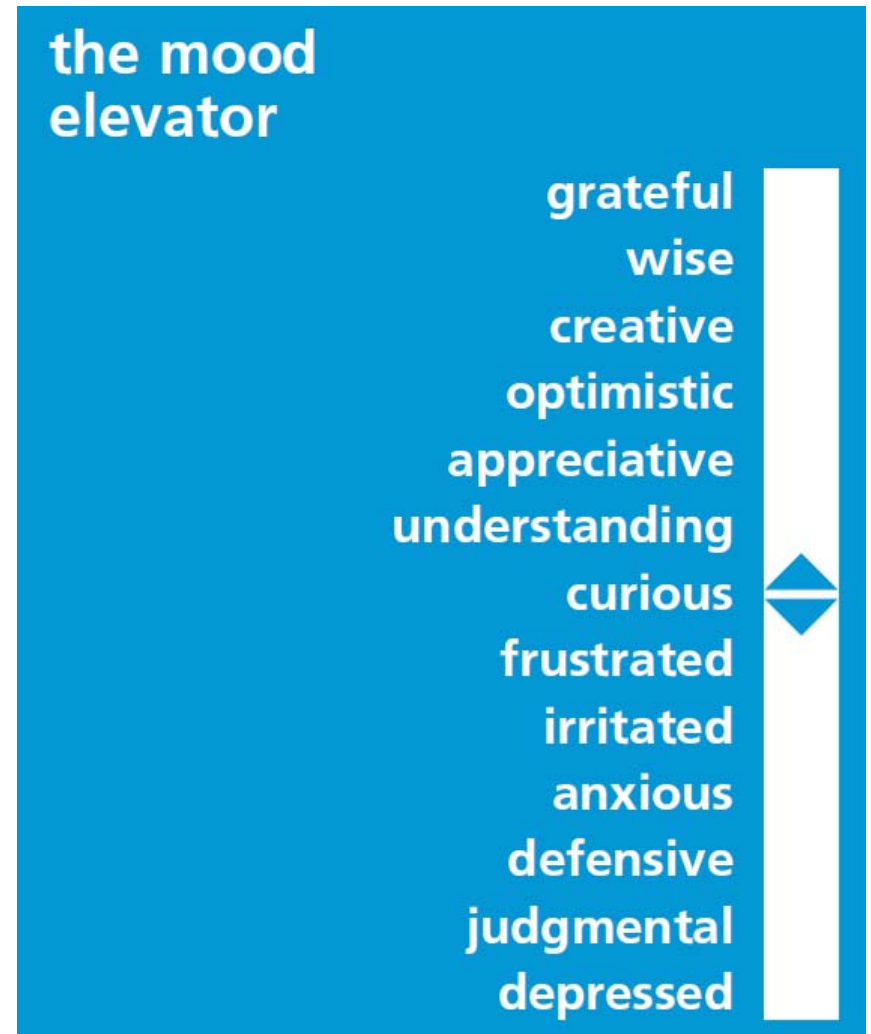 the mood
elevator
grateful
wise
creative
optimistic
appreciative
understanding
curious
frustrated
irritated
anxious
defensive
judgmental
depressed